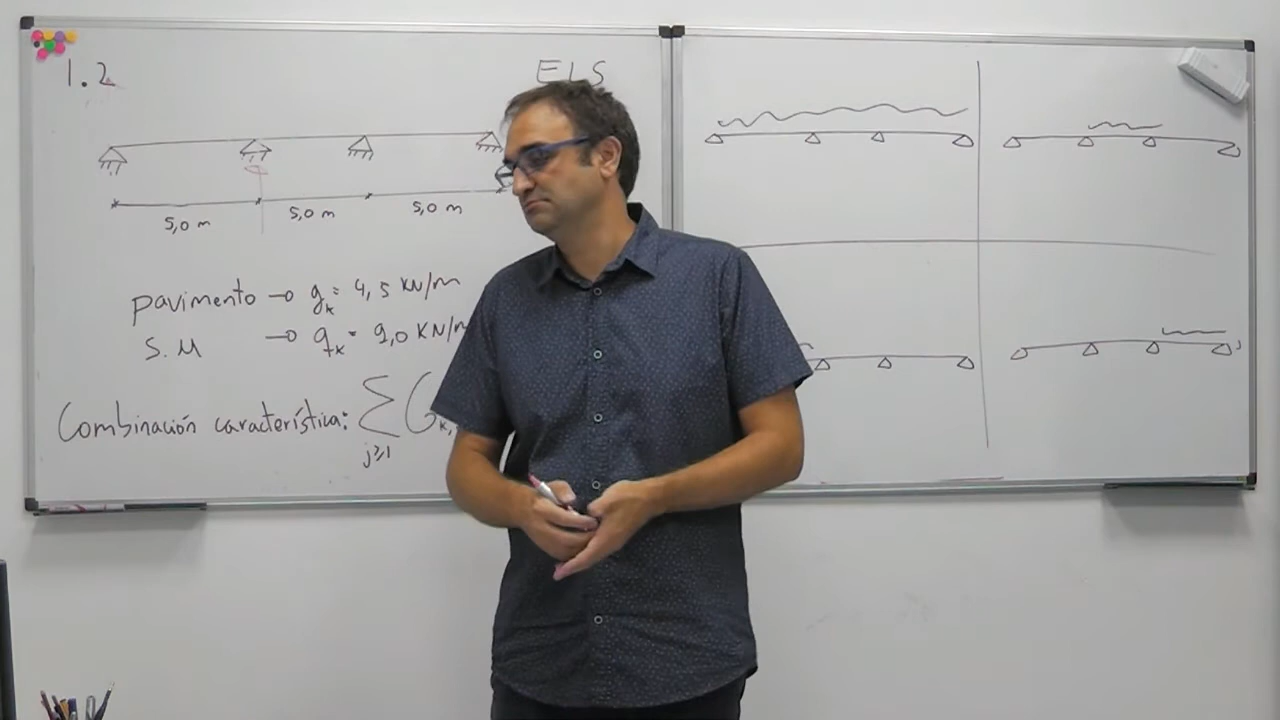 1.2
ELS
5,0 m 5,0 m 5,0 m
pavimento → gk = 4,5 KN/m
S.U → qk = 9,0 KN/m
Combinación característica: Σ Gk,
j≥1